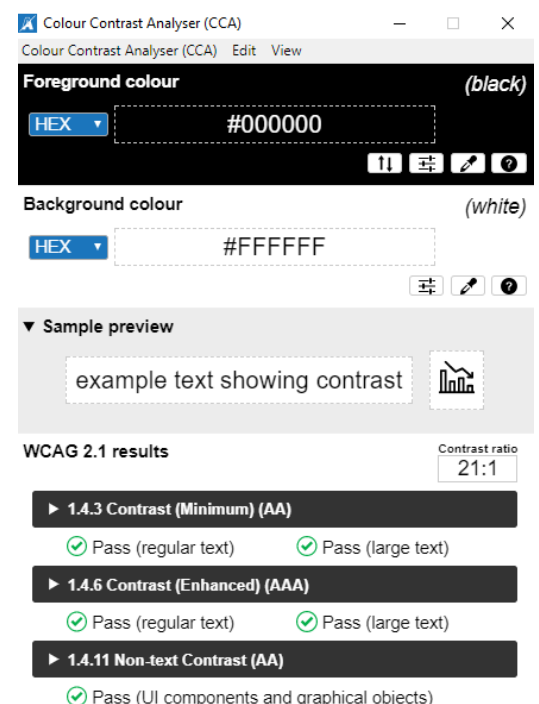 Colour Contrast Analyser (CCA)
Colour Contrast Analyser (CCA) Edit View
Foreground colour (black)
HEX #000000
Background colour (white)
HEX #FFFFFF
Sample preview
example text showing contrast
WCAG 2.1 results Contrast ratio
21:1
1.4.3 Contrast (Minimum) (AA)
Pass (regular text) Pass (large text)
1.4.6 Contrast (Enhanced) (AAA)
Pass (regular text) Pass (large text)
1.4.11 Non-text Contrast (AA)
Pass (UI components and graphical objects)